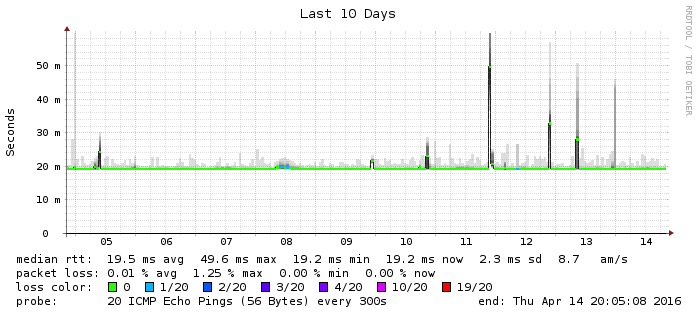 Last 10 Days
RRDTOOL / TOBI OETIKER
Seconds
50 m
40 m
30 m
20 m
10 m
0
05 06 07 08 09 10 11 12 13 14
median rtt: 19.5 ms avg 49.6 ms max 19.2 ms min 19.2 ms now 2.3 ms sd 8.7 am/s
packet loss: 0.01 % avg 1.25 % max 0.00 % min 0.00 % now
loss color: 0 1/20 2/20 3/20 4/20 10/20 19/20
probe: 20 ICMP Echo Pings (56 Bytes) every 300s end: Thu Apr 14 20:05:08 2016